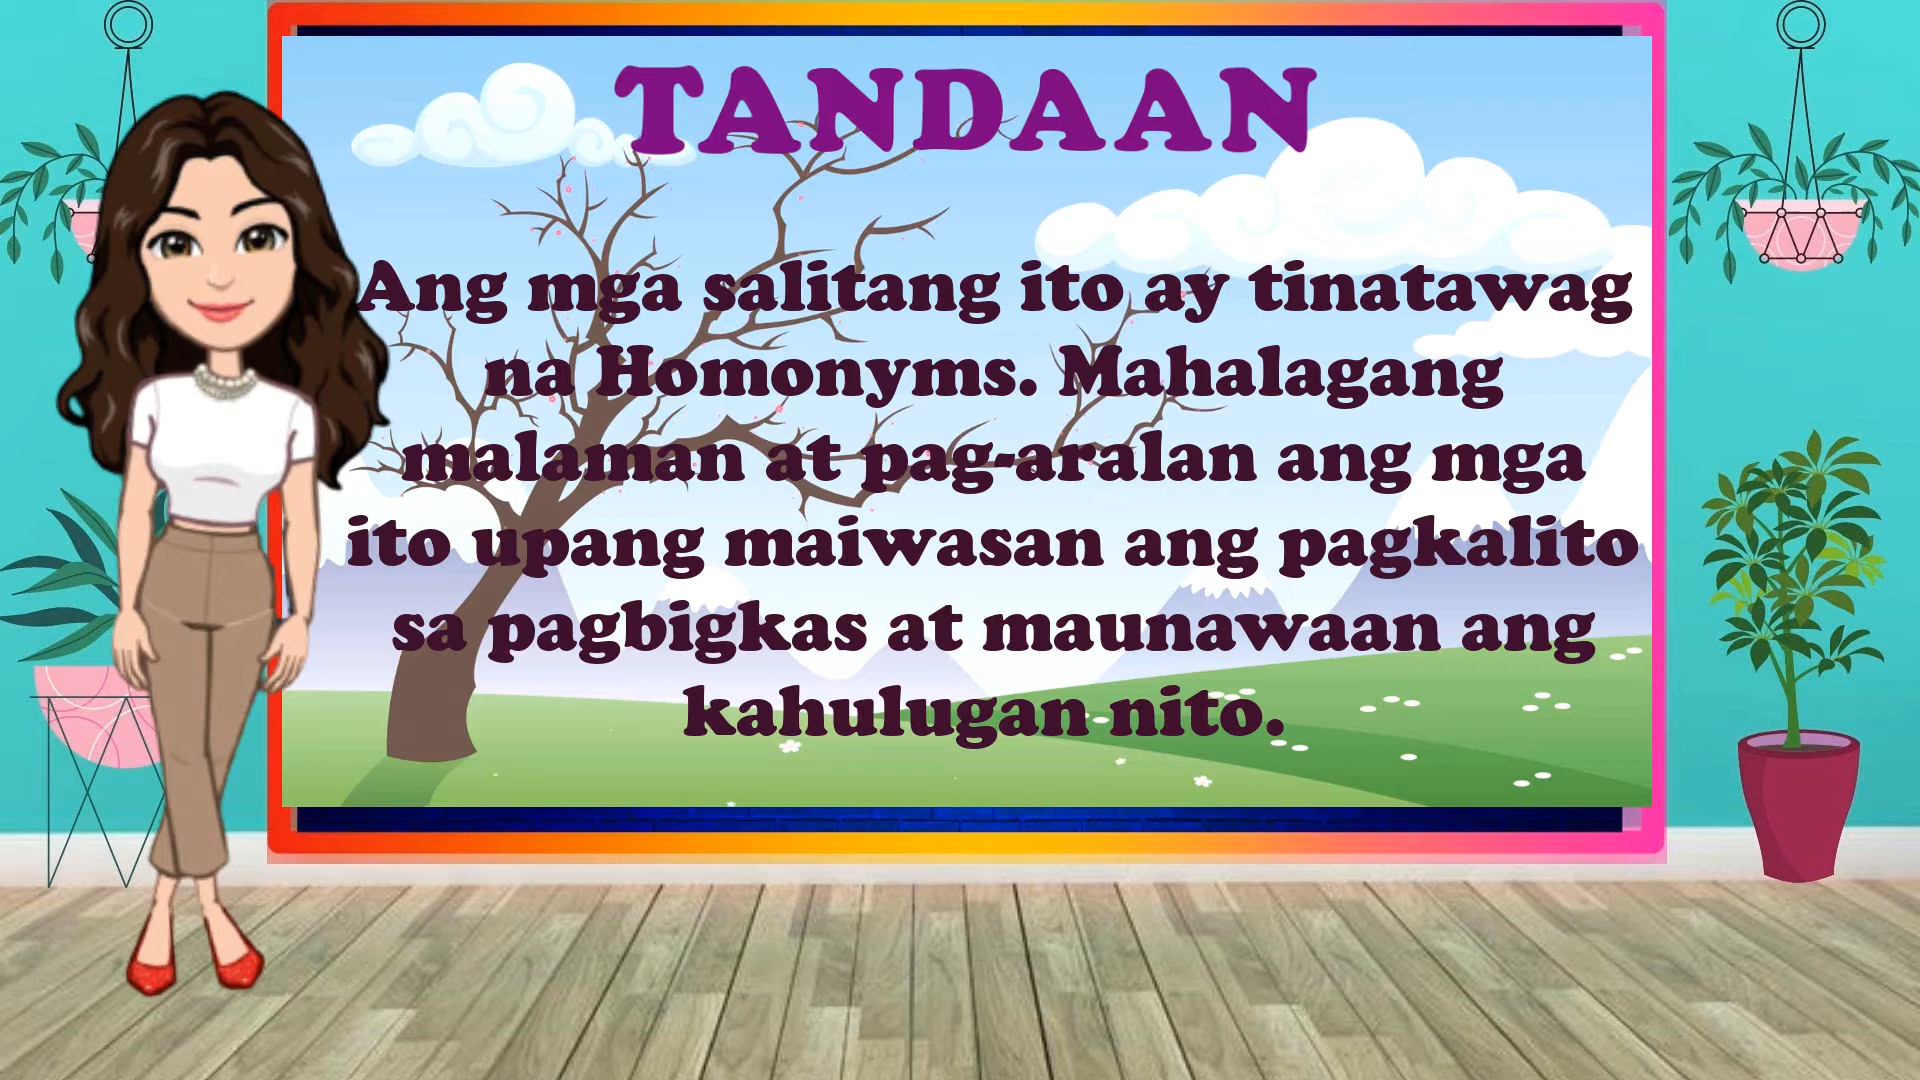 TANDAAN
Ang mga salitang ito ay tinatawag
na Homonyms. Mahalagang
malaman at pag-aralan ang mga
ito upang maiwasan ang pagkalito
sa pagbigkas at maunawaan ang
kahulugan nito.